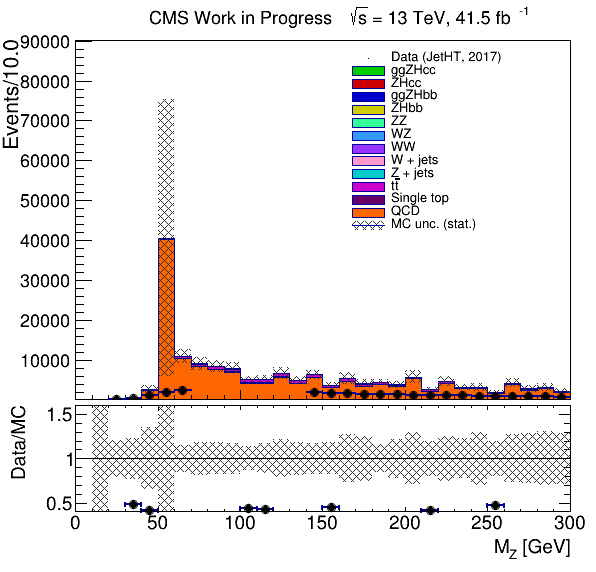 CMS Work in Progress √s = 13 TeV, 41.5 fb⁻¹
Events/10.0
90000
80000
70000
60000
50000
40000
30000
20000
10000
Data (JetHT, 2017)
ggZHcc
ZHcc
ggZHbb
ZHbb
ZZ
WZ
WW
W + jets
Z + jets
tt̅
Single top
QCD
MC unc. (stat.)
Data/MC
1.5
1
0.5
0 50 100 150 200 250 300
M_Z [GeV]